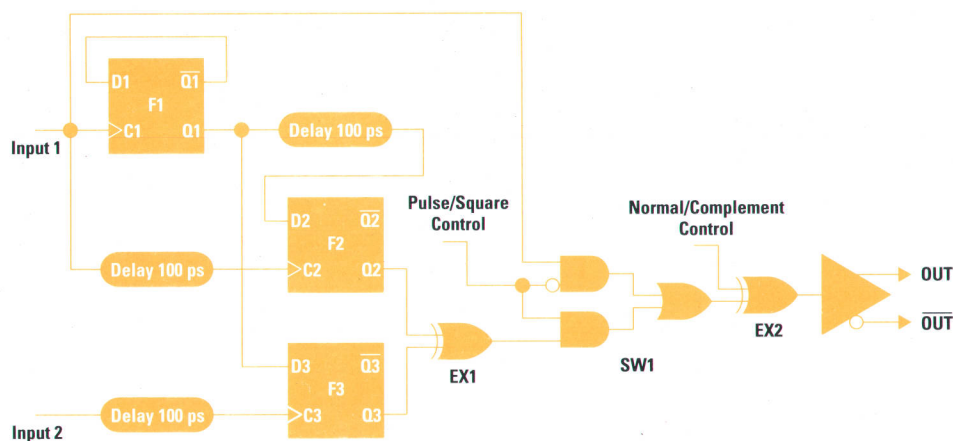 D1
Q1
F1
C1
Q1
Input 1
Delay 100 ps
D2
Q2
F2
C2
Q2
Delay 100 ps
Pulse/Square
Control
Normal/Complement
Control
OUT
OUT
EX2
EX1
SW1
D3
Q3
F3
C3
Q3
Delay 100 ps
Input 2